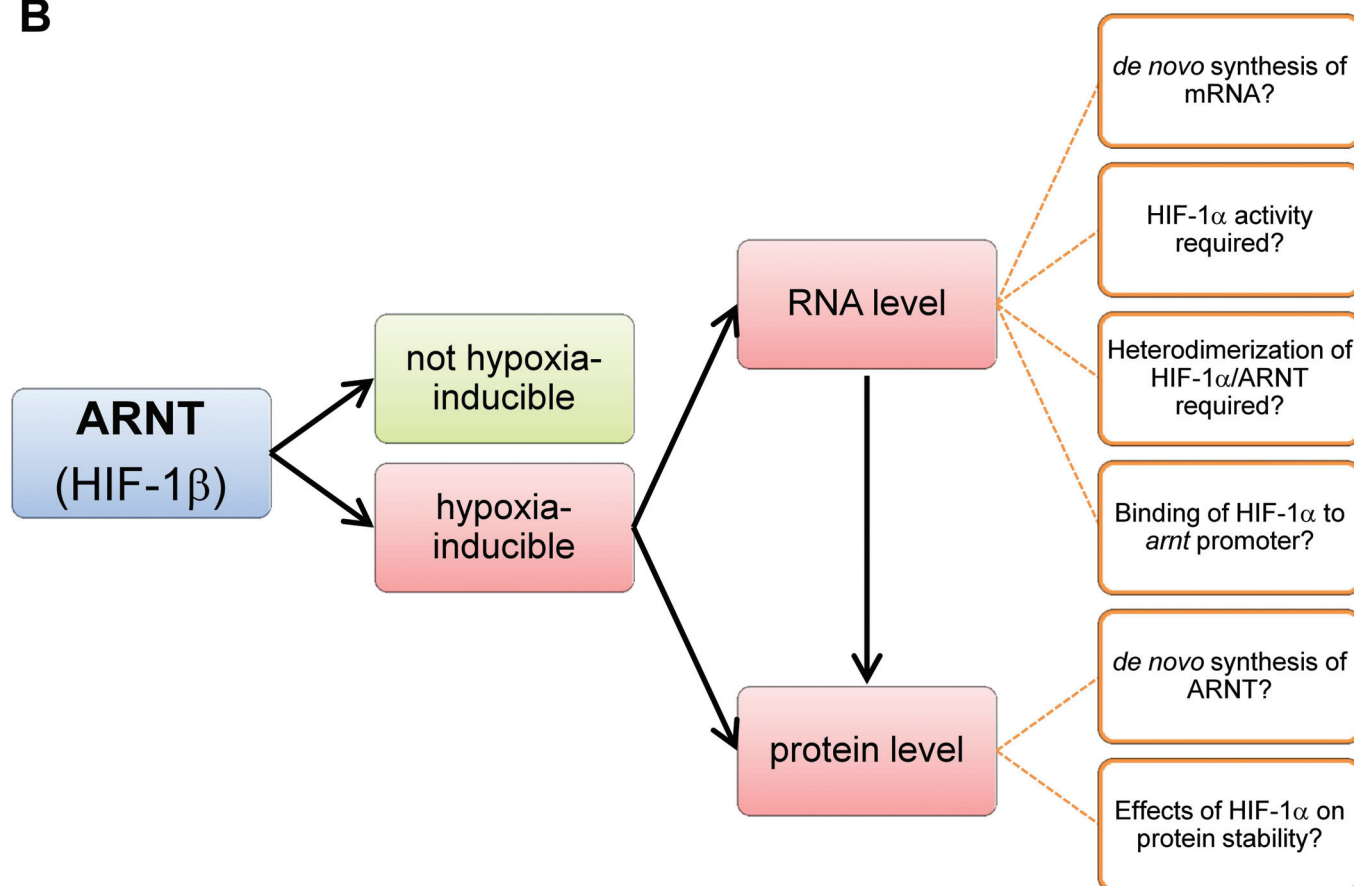 B
ARNT
(HIF-1β)
not hypoxia-
inducible
hypoxia-
inducible
RNA level
protein level
de novo synthesis of
mRNA?
HIF-1α activity
required?
Heterodimerization of
HIF-1α/ARNT
required?
Binding of HIF-1α to
arnt promoter?
de novo synthesis of
ARNT?
Effects of HIF-1α on
protein stability?